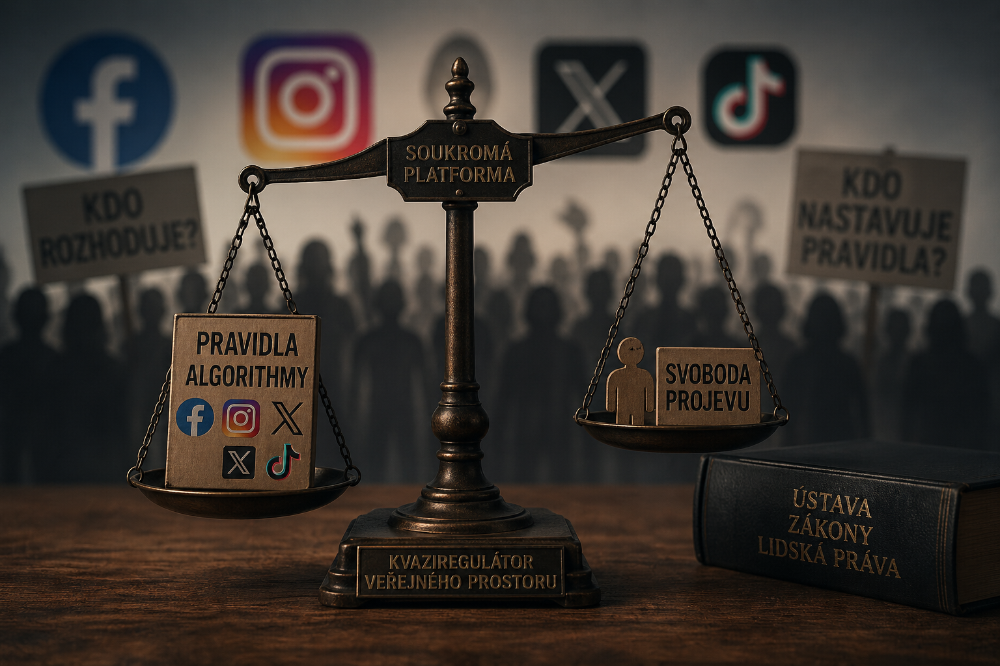 SOUKROMÁ
PLATFORMA
KDO
ROZHODUJE?
KDO
NASTAVUJE
PRAVIDLA?
PRAVIDLA
ALGORITHMY
SVOBODA
PROJEVU
ÚSTAVA
ZÁKONY
LIDSKÁ PRÁVA
KVAZIREGULÁTOR
VEŘEJNÉHO PROSTORU